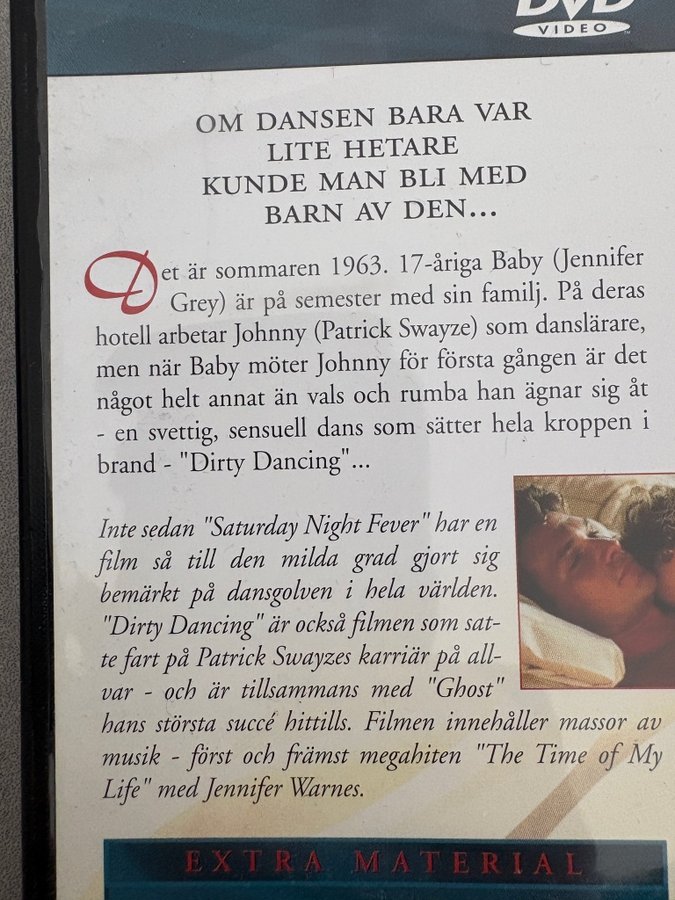 DVD
VIDEO
OM DANSEN BARA VAR
LITE HETARE
KUNDE MAN BLI MED
BARN AV DEN...
Det är sommaren 1963. 17-åriga Baby (Jennifer
Grey) är på semester med sin familj. På deras
hotell arbetar Johnny (Patrick Swayze) som danslärare,
men när Baby möter Johnny för första gången är det
något helt annat än vals och rumba han ägnar sig åt
- en svettig, sensuell dans som sätter hela kroppen i
brand - "Dirty Dancing"...
Inte sedan "Saturday Night Fever" har en
film så till den milda grad gjort sig
bemärkt på dansgolven i hela världen.
"Dirty Dancing" är också filmen som sat-
te fart på Patrick Swayzes karriär på all-
var - och är tillsammans med "Ghost"
hans största succé hittills. Filmen innehåller massor av
musik - först och främst megahiten "The Time of My
Life" med Jennifer Warnes.
EXTRA MATERIAL